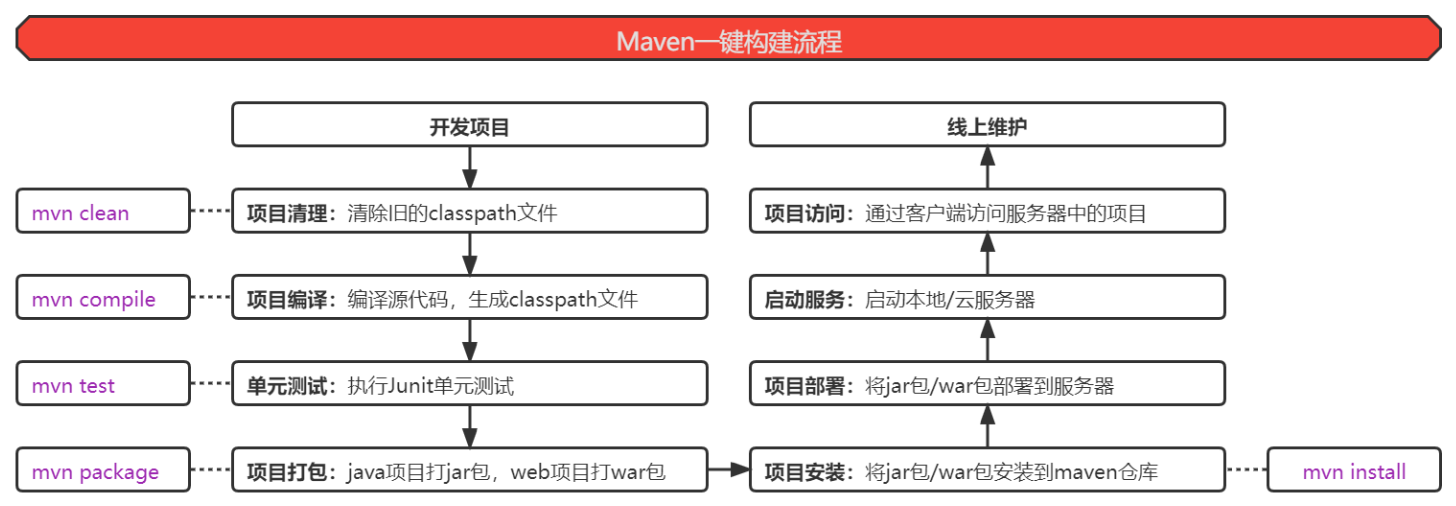 Maven一键构建流程
开发项目
线上维护
mvn clean
项目清理：清除旧的classpath文件
项目访问：通过客户端访问服务器中的项目
mvn compile
项目编译：编译源代码，生成classpath文件
启动服务：启动本地/云服务器
mvn test
单元测试：执行Junit单元测试
项目部署：将jar包/war包部署到服务器
mvn package
项目打包：java项目打jar包，web项目打war包
项目安装：将jar包/war包安装到maven仓库
mvn install